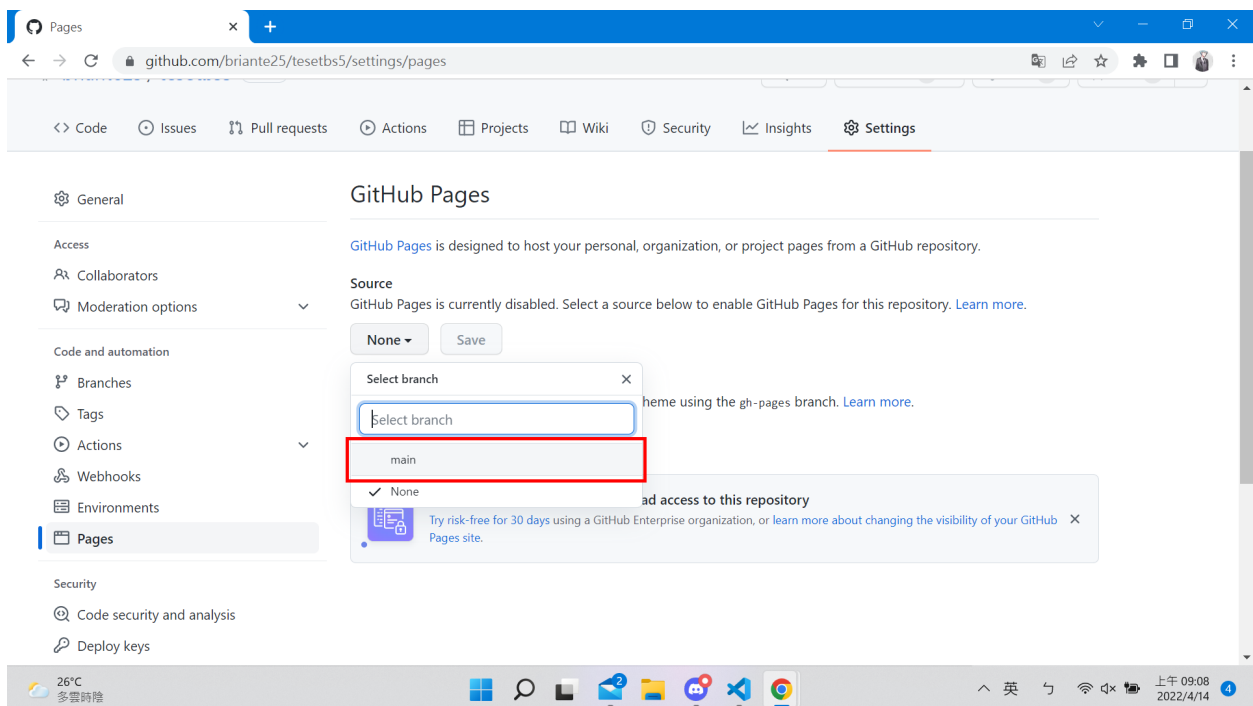 Pages
github.com/briante25/tesetbs5/settings/pages
Code
Issues
Pull requests
Actions
Projects
Wiki
Security
Insights
Settings
General
Access
Collaborators
Moderation options
Code and automation
Branches
Tags
Actions
Webhooks
Environments
Pages
Security
Code security and analysis
Deploy keys
GitHub Pages
GitHub Pages is designed to host your personal, organization, or project pages from a GitHub repository.
Source
GitHub Pages is currently disabled. Select a source below to enable GitHub Pages for this repository. Learn more.
None
Save
Select branch
Select branch
main
None
heme using the gh-pages branch. Learn more.
ad access to this repository
Try risk-free for 30 days using a GitHub Enterprise organization, or learn more about changing the visibility of your GitHub
Pages site.
26°C
多雲時陰
2
英
ㄅ
上午 09:08
2022/4/14
4